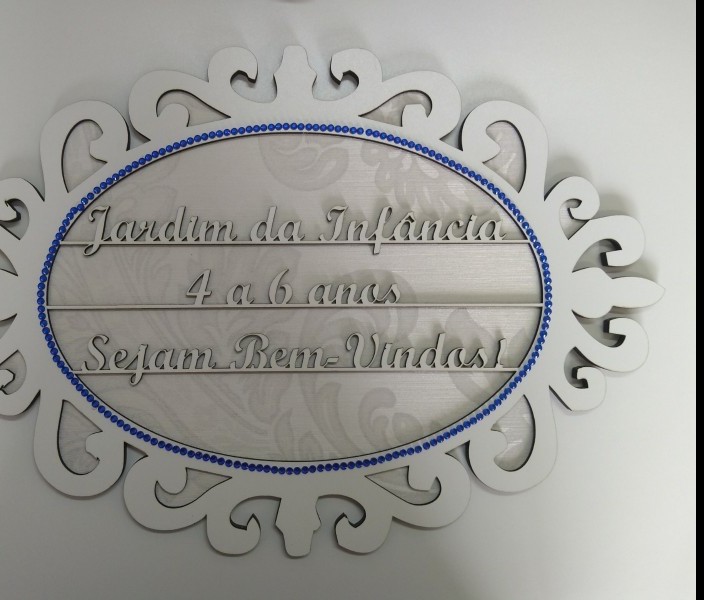 Jardim da Infância
4 a 6 anos
Sejam Bem-Vindos!